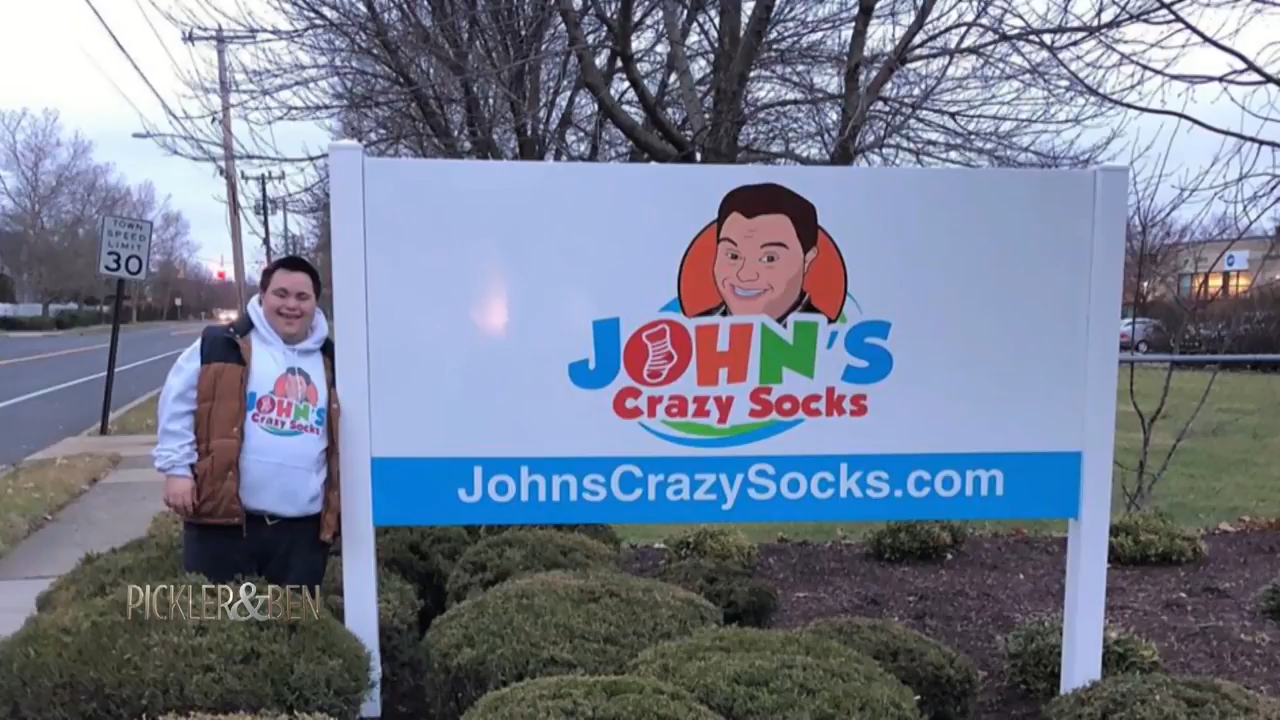 TOWN
SPEED
LIMIT
30
JOHN'S
Crazy Socks
JohnsCrazySocks.com
JOHN'S
Crazy Socks
PICKLER&BEN